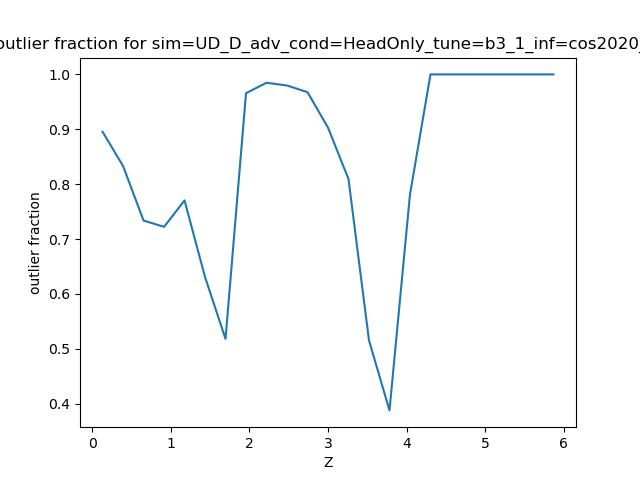 outlier fraction for sim=UD_D_adv_cond=HeadOnly_tune=b3_1_inf=cos2020_
1.0
0.9
0.8
0.7
0.6
0.5
0.4
outlier fraction
0 1 2 3 4 5 6
Z